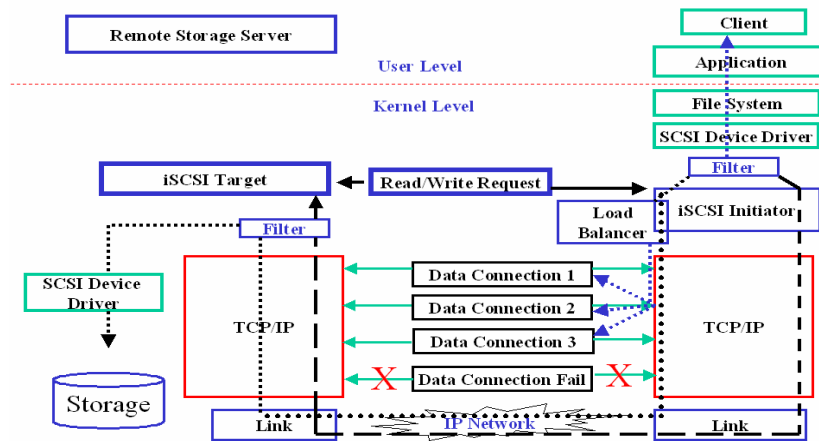 Client
Remote Storage Server
Application
User Level
Kernel Level
File System
SCSI Device Driver
Filter
iSCSI Target
Read/Write Request
iSCSI Initiator
Load
Balancer
Filter
SCSI Device
Driver
TCP/IP
Data Connection 1
Data Connection 2
Data Connection 3
X
Data Connection Fail
X
TCP/IP
Storage
Link
IP Network
Link